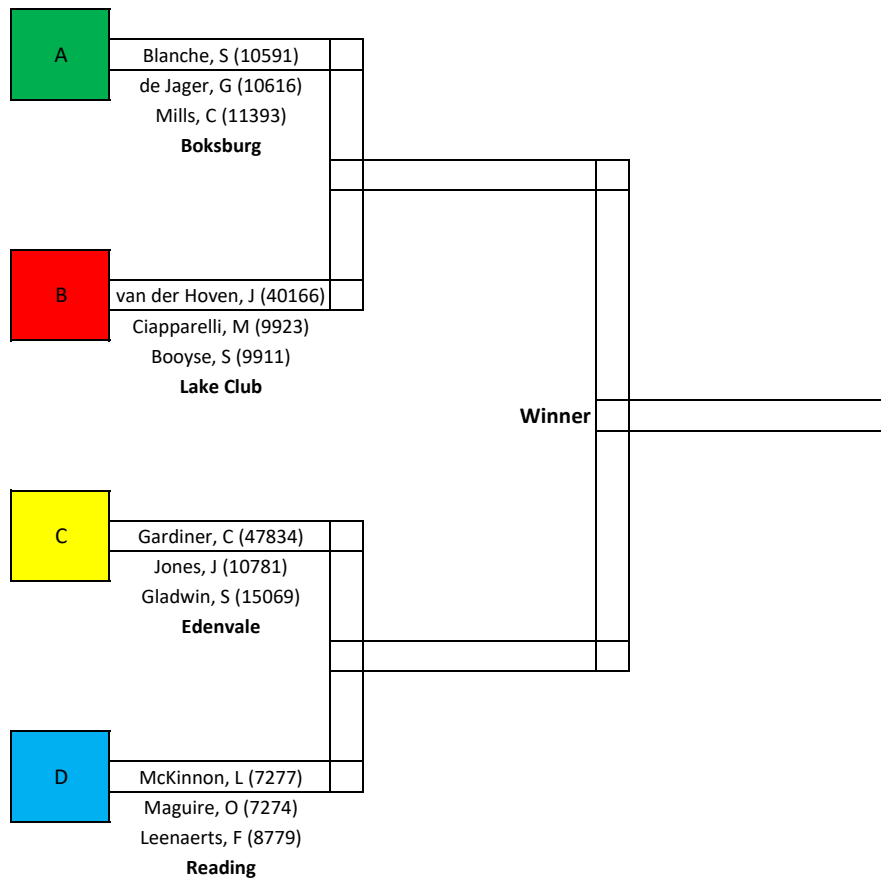 A
Blanche, S (10591)
de Jager, G (10616)
Mills, C (11393)
Boksburg
B
van der Hoven, J (40166)
Ciapparelli, M (9923)
Booyse, S (9911)
Lake Club
Winner
C
Gardiner, C (47834)
Jones, J (10781)
Gladwin, S (15069)
Edenvale
D
McKinnon, L (7277)
Maguire, O (7274)
Leenaerts, F (8779)
Reading